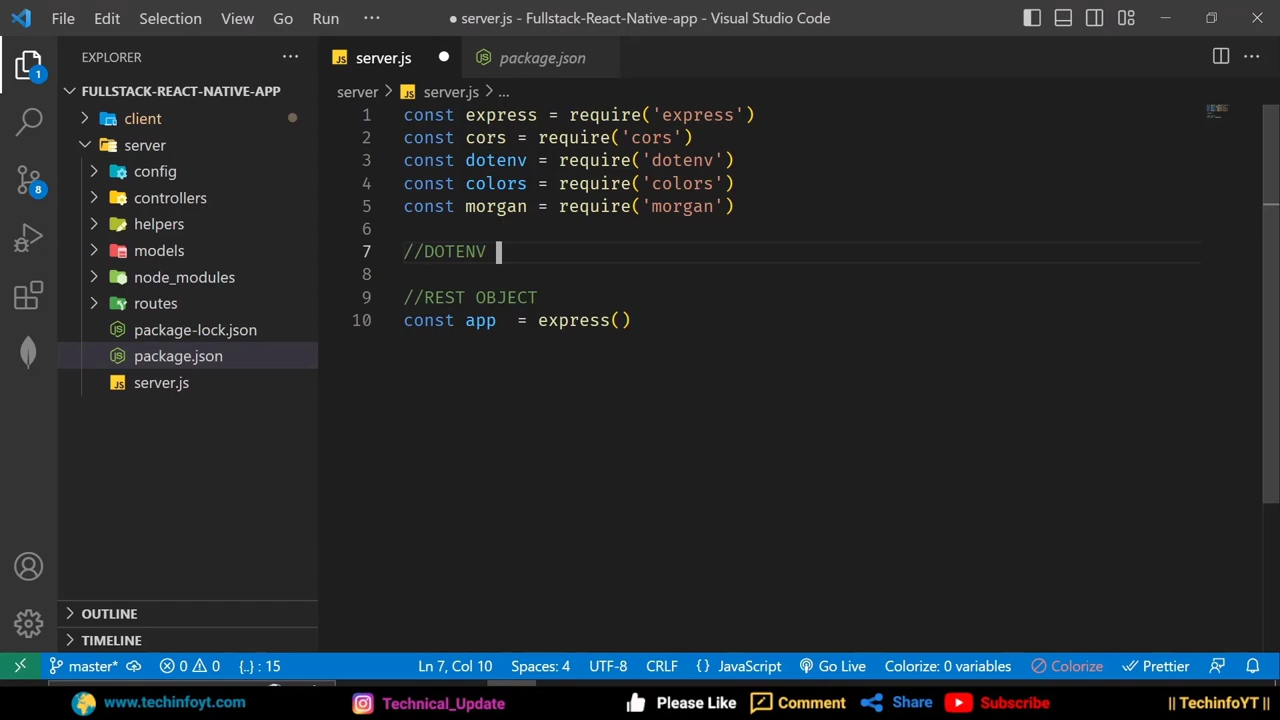 File Edit Selection View Go Run ··· ● server.js - Fullstack-React-Native-app - Visual Studio Code
EXPLORER ···
JS server.js ● package.json ···
1
FULLSTACK-REACT-NATIVE-APP
server > JS server.js > ...
client
server
config
controllers
helpers
models
node_modules
routes
package-lock.json
package.json
JS server.js
8
1 const express = require('express')
2 const cors = require('cors')
3 const dotenv = require('dotenv')
4 const colors = require('colors')
5 const morgan = require('morgan')
6
7 //DOTENV
8
9 //REST OBJECT
10 const app  = express()
OUTLINE
TIMELINE
master* 0 0 {..} : 15 Ln 7, Col 10 Spaces: 4 UTF-8 CRLF {} JavaScript Go Live Colorize: 0 variables Colorize Prettier
www.techinfoyt.com Technical_Update Please Like Comment Share Subscribe || TechinfoYT ||